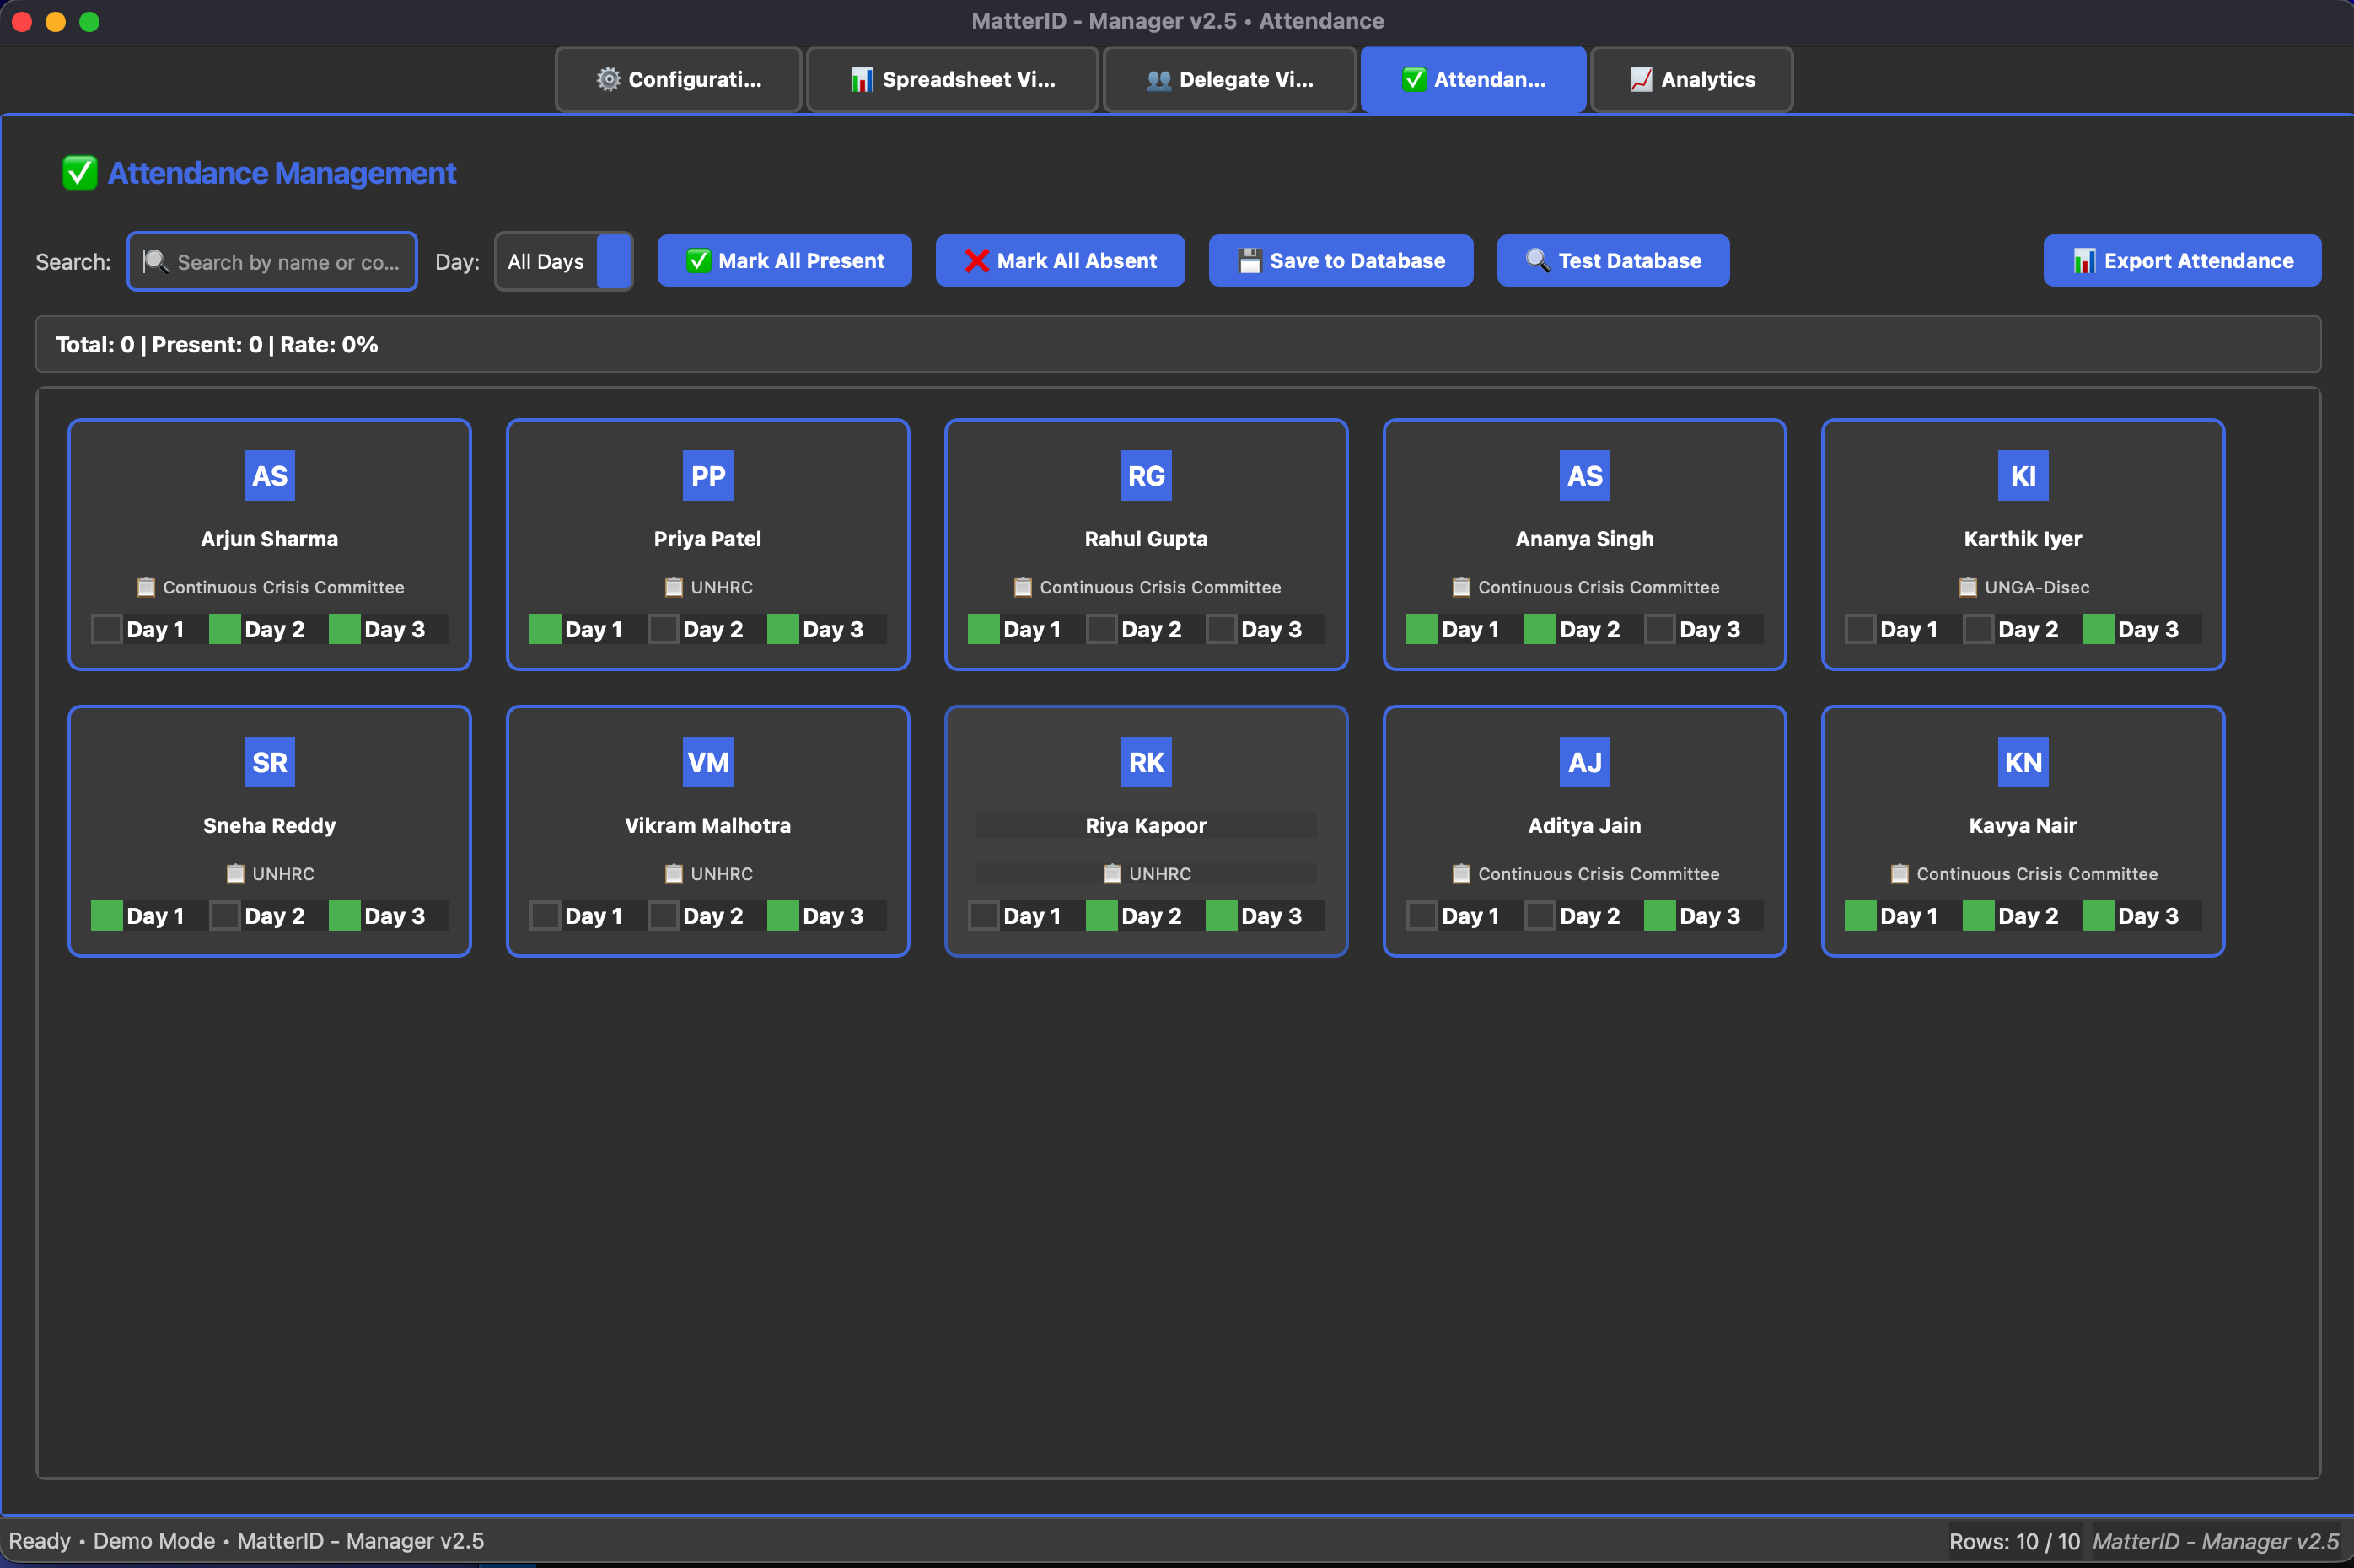 MatterID - Manager v2.5 • Attendance
Configurati... Spreadsheet Vi... Delegate Vi... Attendan... Analytics
Attendance Management
Search: Search by name or co... Day: All Days Mark All Present Mark All Absent Save to Database Test Database Export Attendance
Total: 0 | Present: 0 | Rate: 0%
AS PP RG AS KI
Arjun Sharma Priya Patel Rahul Gupta Ananya Singh Karthik Iyer
Continuous Crisis Committee UNHRC Continuous Crisis Committee Continuous Crisis Committee UNGA-Disec
Day 1 Day 2 Day 3 Day 1 Day 2 Day 3 Day 1 Day 2 Day 3 Day 1 Day 2 Day 3 Day 1 Day 2 Day 3
SR VM RK AJ KN
Sneha Reddy Vikram Malhotra Riya Kapoor Aditya Jain Kavya Nair
UNHRC UNHRC UNHRC Continuous Crisis Committee Continuous Crisis Committee
Day 1 Day 2 Day 3 Day 1 Day 2 Day 3 Day 1 Day 2 Day 3 Day 1 Day 2 Day 3 Day 1 Day 2 Day 3
Ready • Demo Mode • MatterID - Manager v2.5 Rows: 10 / 10 MatterID - Manager v2.5